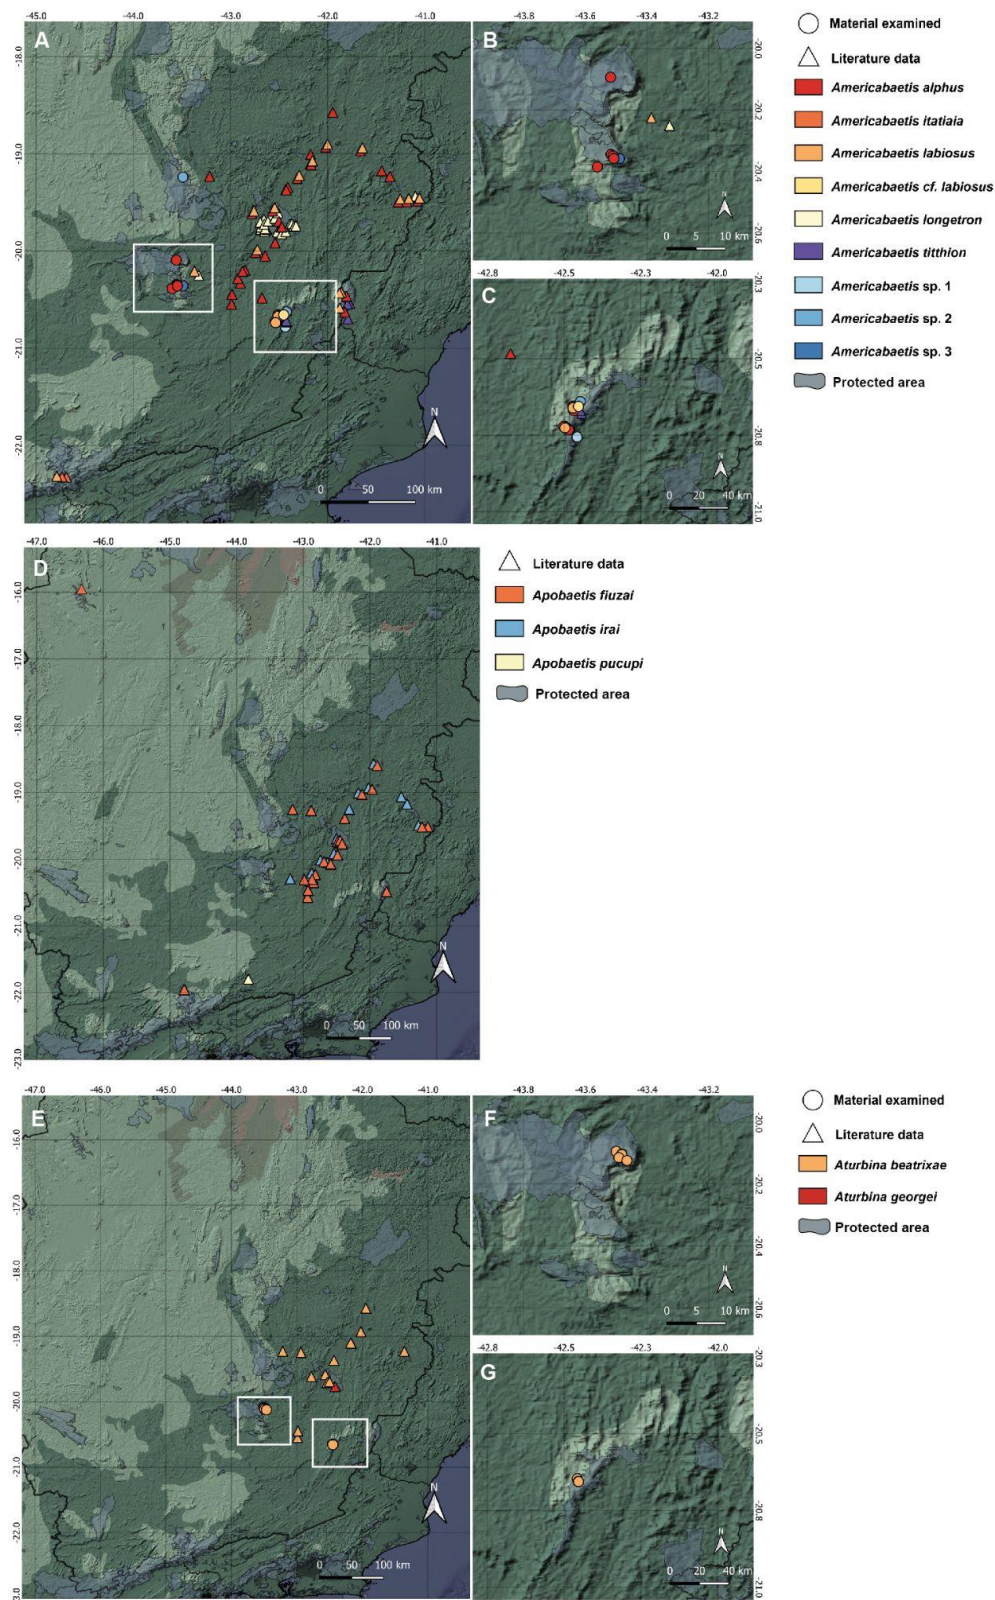 -45.0 -44.0 -43.0 -42.0 -41.0
A
-18.0
-19.0
-20.0
-21.0
-22.0
N
0 50 100 km
-43.8 -43.6 -43.4 -43.2
B
-20.0
-20.2
-20.4
-20.6
N
0 5 10 km
-42.8 -42.5 -42.3 -42.0
C
-20.3
-20.5
-20.8
-21.0
N
0 20 40 km
Material examined
Literature data
Americabaetis alphus
Americabaetis itatiaia
Americabaetis labiosus
Americabaetis cf. labiosus
Americabaetis longetron
Americabaetis titthion
Americabaetis sp. 1
Americabaetis sp. 2
Americabaetis sp. 3
Protected area
-47.0 -46.0 -45.0 -44.0 -43.0 -42.0 -41.0
D
-16.0
-17.0
-18.0
-19.0
-20.0
-21.0
-22.0
-23.0
N
0 50 100 km
Literature data
Apobaetis fiuzai
Apobaetis irai
Apobaetis pucupi
Protected area
-47.0 -46.0 -45.0 -44.0 -43.0 -42.0 -41.0
E
-16.0
-17.0
-18.0
-19.0
-20.0
-21.0
-22.0
3.0
N
0 50 100 km
-43.8 -43.6 -43.4 -43.2
F
-20.0
-20.2
-20.4
-20.6
N
0 5 10 km
-42.8 -42.5 -42.3 -42.0
G
-20.3
-20.5
-20.8
-21.0
N
0 20 40 km
Material examined
Literature data
Aturbina beatrixae
Aturbina georgei
Protected area